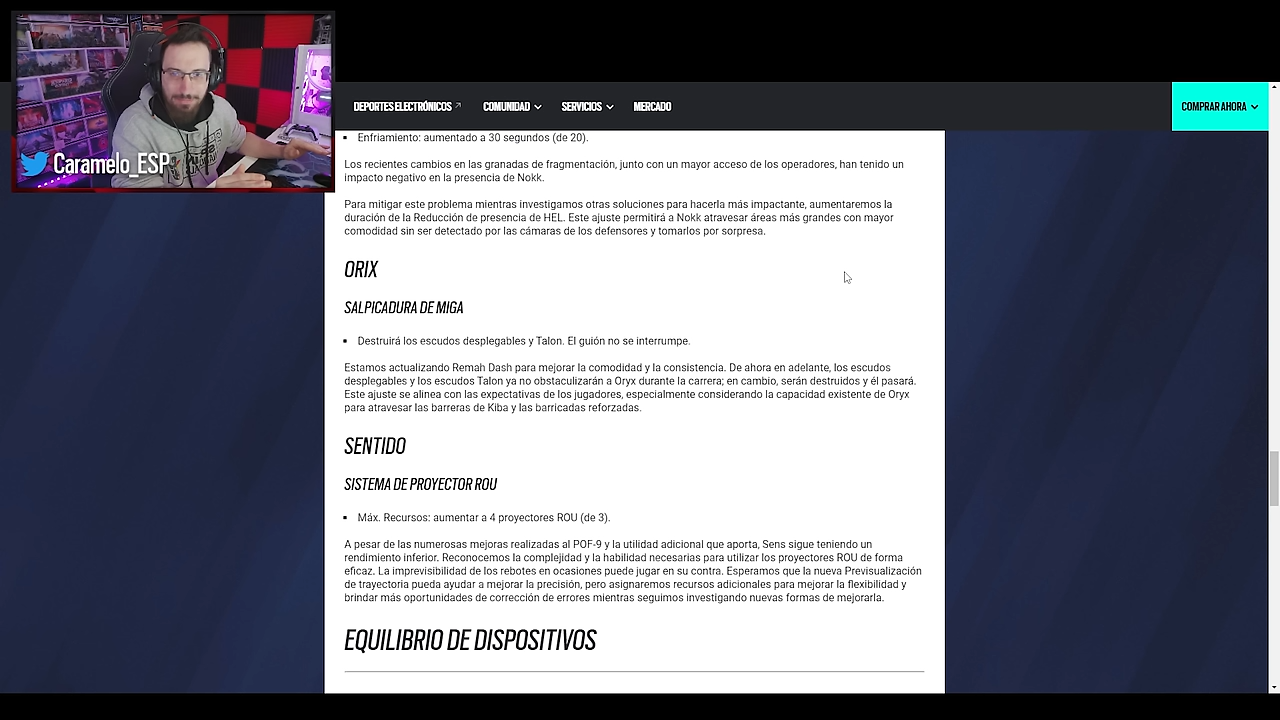 Caramelo_ESP
DEPORTES ELECTRÓNICOS COMUNIDAD SERVICIOS MERCADO COMPRAR AHORA
Enfriamiento: aumentado a 30 segundos (de 20).
Los recientes cambios en las granadas de fragmentación, junto con un mayor acceso de los operadores, han tenido un
impacto negativo en la presencia de Nokk.
Para mitigar este problema mientras investigamos otras soluciones para hacerla más impactante, aumentaremos la
duración de la Reducción de presencia de HEL. Este ajuste permitirá a Nokk atravesar áreas más grandes con mayor
comodidad sin ser detectado por las cámaras de los defensores y tomarlos por sorpresa.
ORIX
SALPICADURA DE MIGA
Destruirá los escudos desplegables y Talon. El guión no se interrumpe.
Estamos actualizando Remah Dash para mejorar la comodidad y la consistencia. De ahora en adelante, los escudos
desplegables y los escudos Talon ya no obstaculizarán a Oryx durante la carrera; en cambio, serán destruidos y él pasará.
Este ajuste se alinea con las expectativas de los jugadores, especialmente considerando la capacidad existente de Oryx
para atravesar las barreras de Kiba y las barricadas reforzadas.
SENTIDO
SISTEMA DE PROYECTOR ROU
Máx. Recursos: aumentar a 4 proyectores ROU (de 3).
A pesar de las numerosas mejoras realizadas al POF-9 y la utilidad adicional que aporta, Sens sigue teniendo un
rendimiento inferior. Reconocemos la complejidad y la habilidad necesarias para utilizar los proyectores ROU de forma
eficaz. La imprevisibilidad de los rebotes en ocasiones puede jugar en su contra. Esperamos que la nueva Previsualización
de trayectoria pueda ayudar a mejorar la precisión, pero asignaremos recursos adicionales para mejorar la flexibilidad y
brindar más oportunidades de corrección de errores mientras seguimos investigando nuevas formas de mejorarla.
EQUILIBRIO DE DISPOSITIVOS